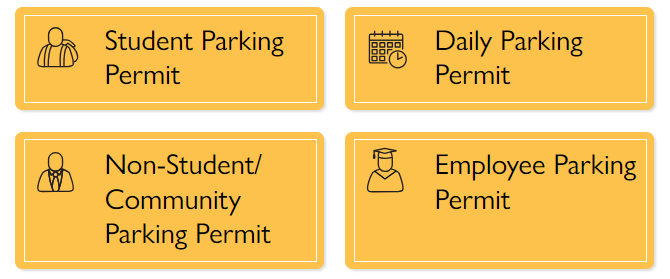 Student Parking
Permit
Daily Parking
Permit
Non-Student/
Community
Parking Permit
Employee Parking
Permit